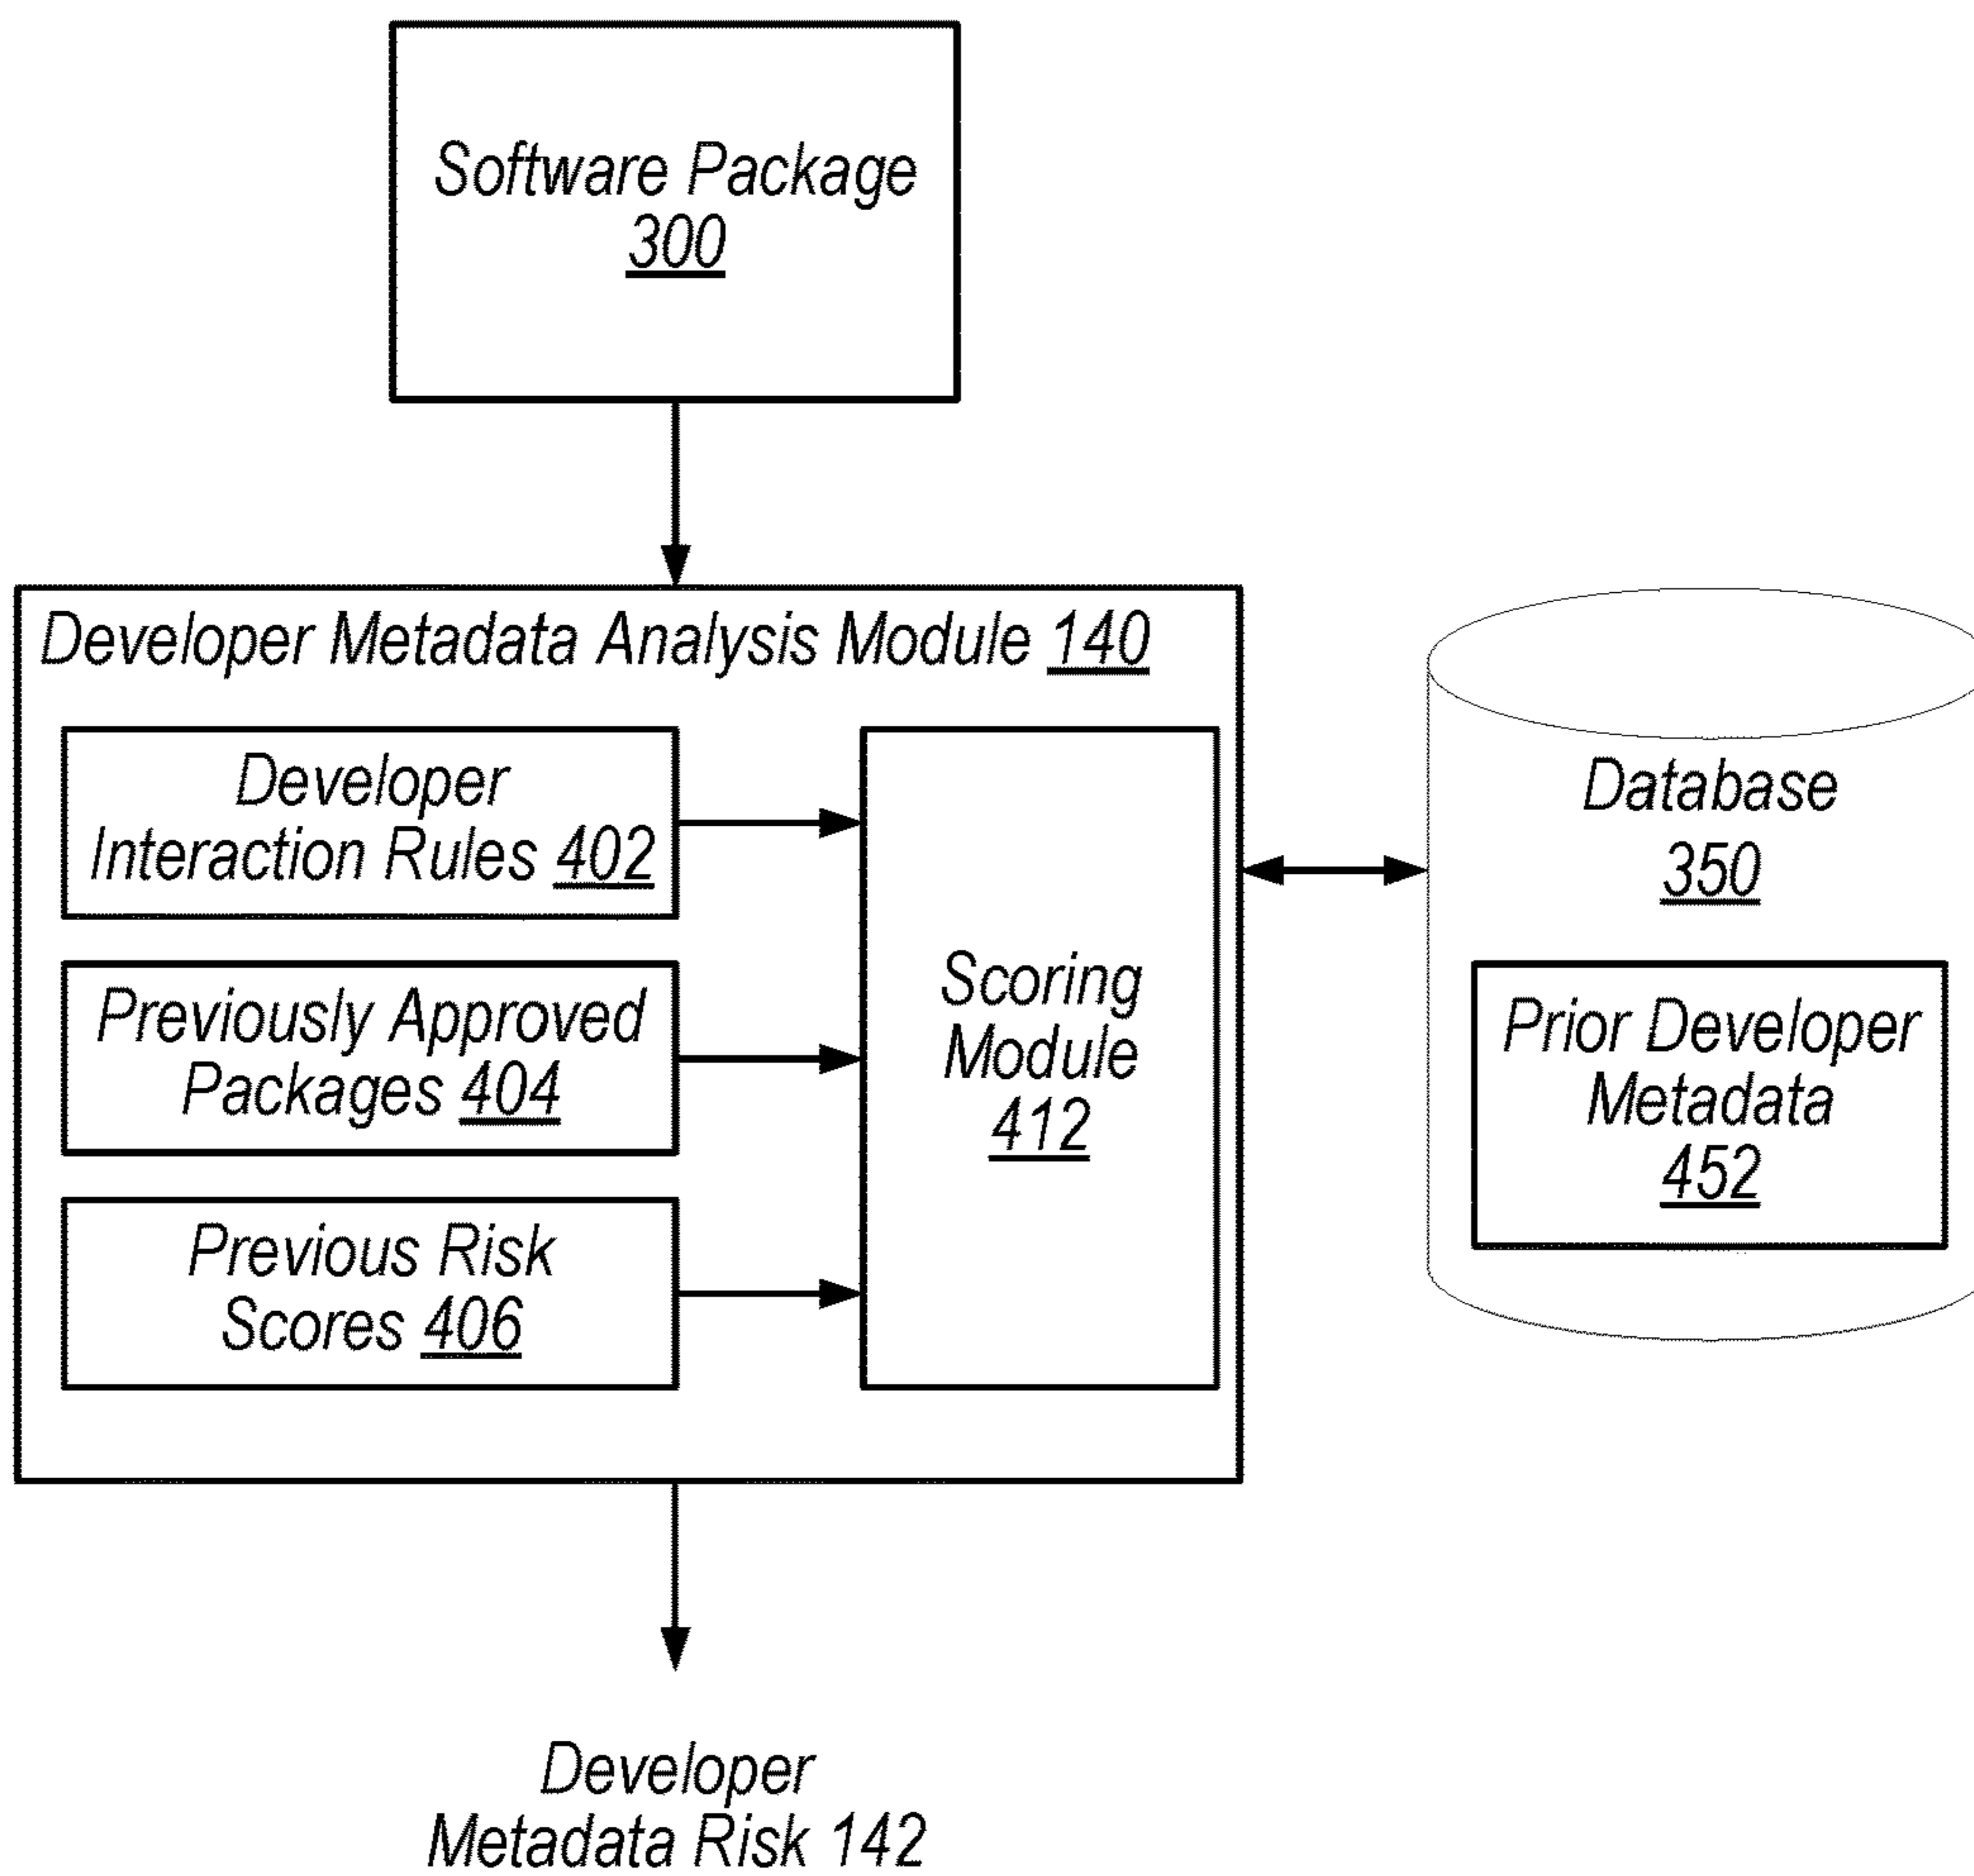 Software Package
300
Developer Metadata Analysis Module 140
Developer
Interaction Rules 402
Previously Approved
Packages 404
Previous Risk
Scores 406
Scoring
Module
412
Database
350
Prior Developer
Metadata
452
Developer
Metadata Risk 142